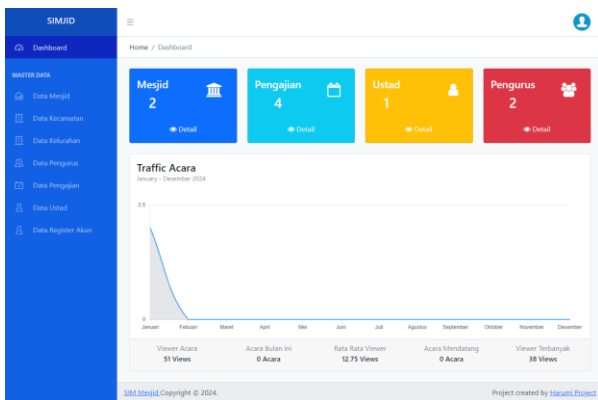 SIMJID
Dashboard
MASTER DATA
Data Mesjid
Data Kecamatan
Data Kelurahan
Data Pengurus
Data Pengajian
Data Ustad
Data Register Akun
Home / Dashboard
Mesjid
2
Detail
Pengajian
4
Detail
Ustad
1
Detail
Pengurus
2
Detail
Traffic Acara
January - Desember 2024
25
0
Januari Febuari Maret April Mei Juni Juli Agustus September Oktober November Desember
Viewer Acara
51 Views
Acara Bulan ini
0 Acara
Rata Rata Viewer
12.75 Views
Acara Mendatang
0 Acara
Viewer Terbanyak
38 Views
SIM Mesjid Copyright © 2024.
Project created by Harumi Project